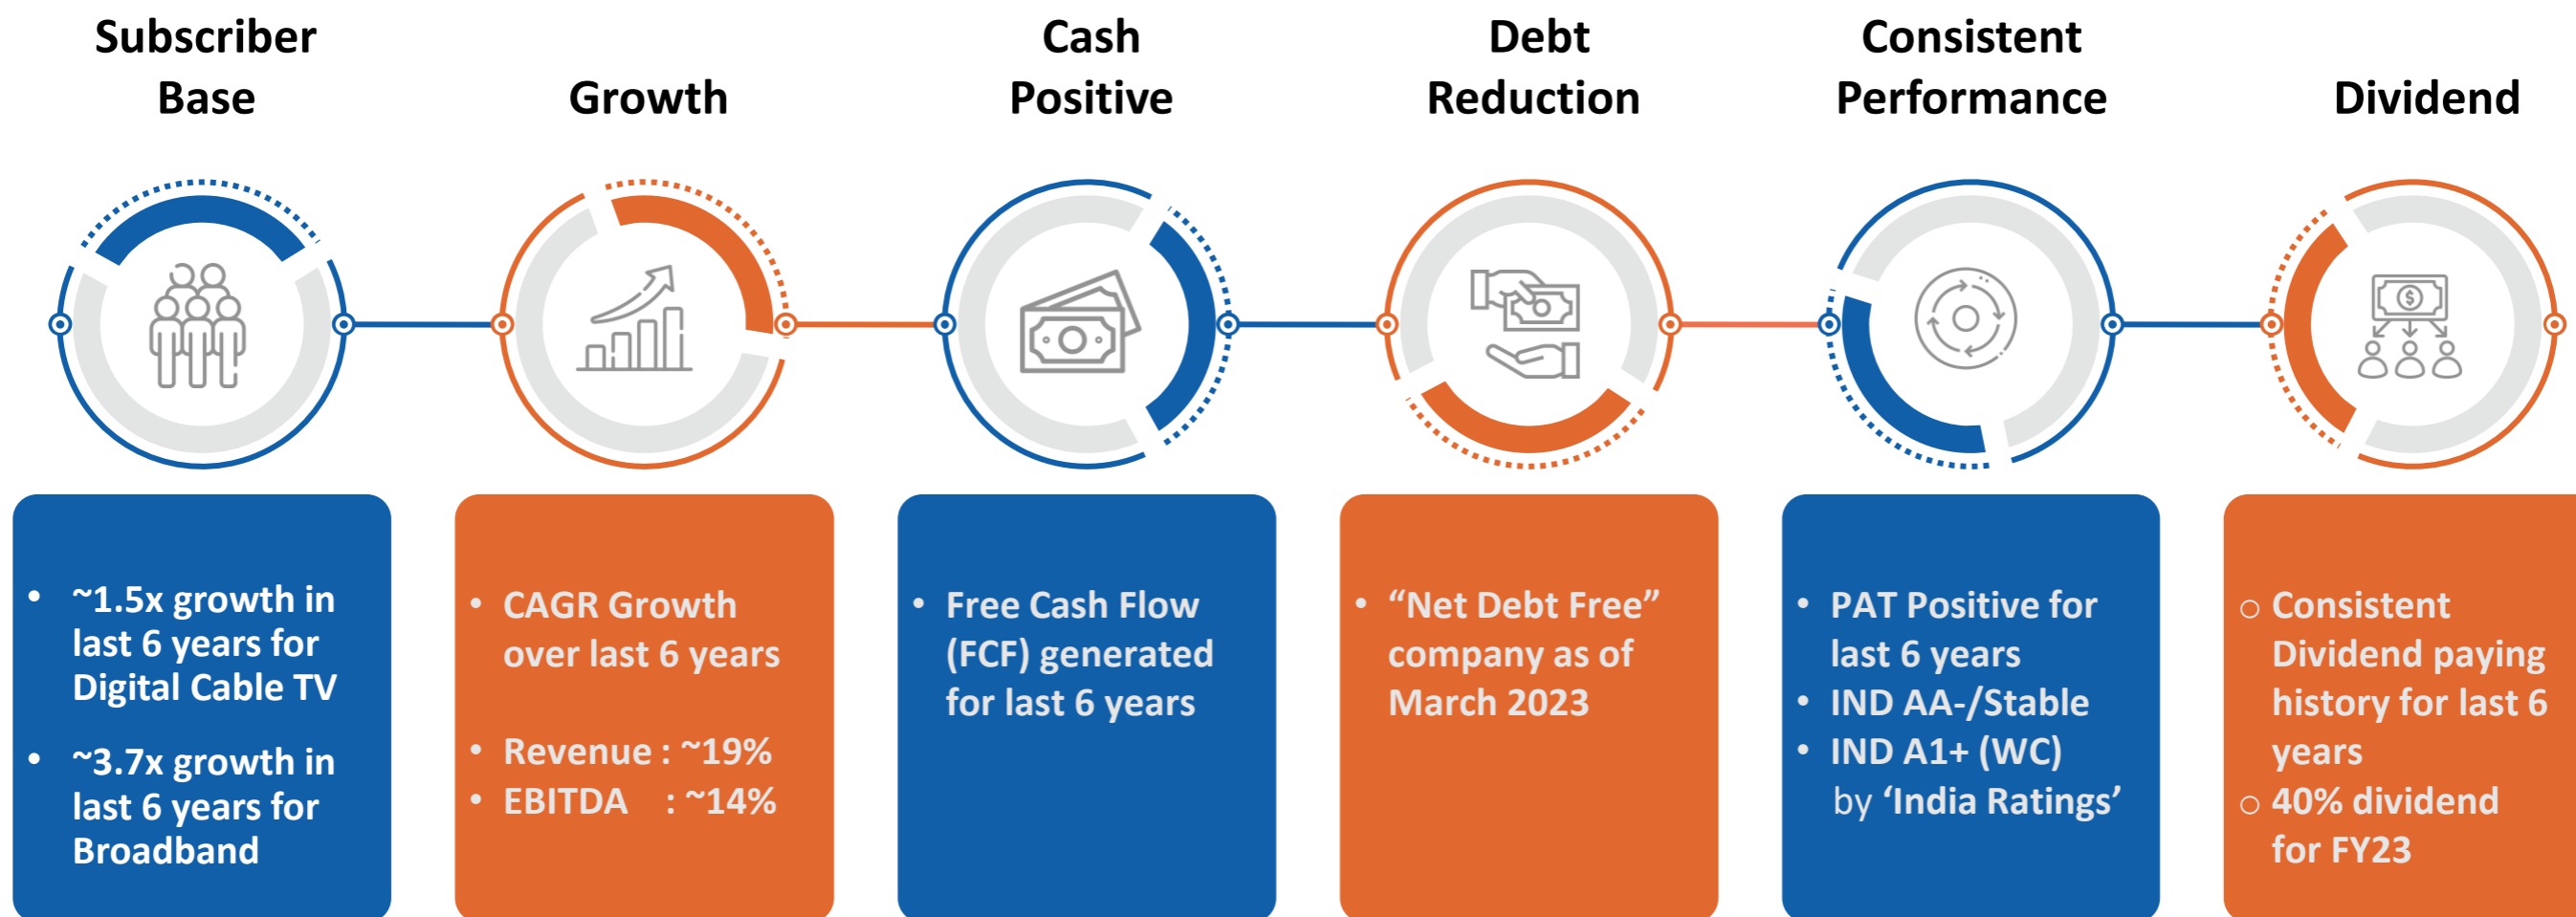 Subscriber
Base
Growth
Cash
Positive
Debt
Reduction
Consistent
Performance
Dividend
• ~1.5x growth in
last 6 years for
Digital Cable TV
• ~3.7x growth in
last 6 years for
Broadband
• CAGR Growth
over last 6 years
• Revenue : ~19%
• EBITDA : ~14%
• Free Cash Flow
(FCF) generated
for last 6 years
• “Net Debt Free”
company as of
March 2023
• PAT Positive for
last 6 years
• IND AA-/Stable
• IND A1+ (WC)
by ‘India Ratings’
○ Consistent
Dividend paying
history for last 6
years
○ 40% dividend
for FY23